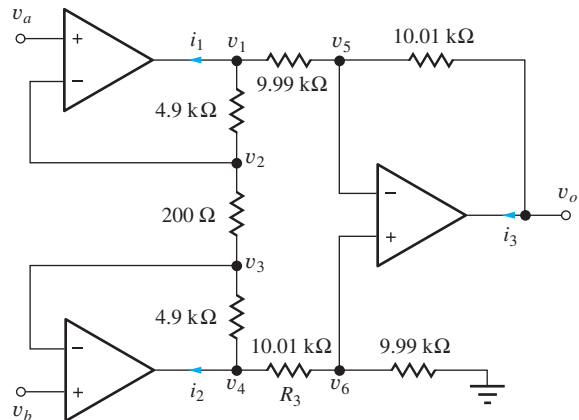 v_a
+
−
i_1
v_1
9.99 kΩ
v_5
10.01 kΩ
4.9 kΩ
v_2
200 Ω
−
+
v_o
i_3
v_3
4.9 kΩ
−
+
v_b
i_2
v_4
10.01 kΩ
R_3
v_6
9.99 kΩ